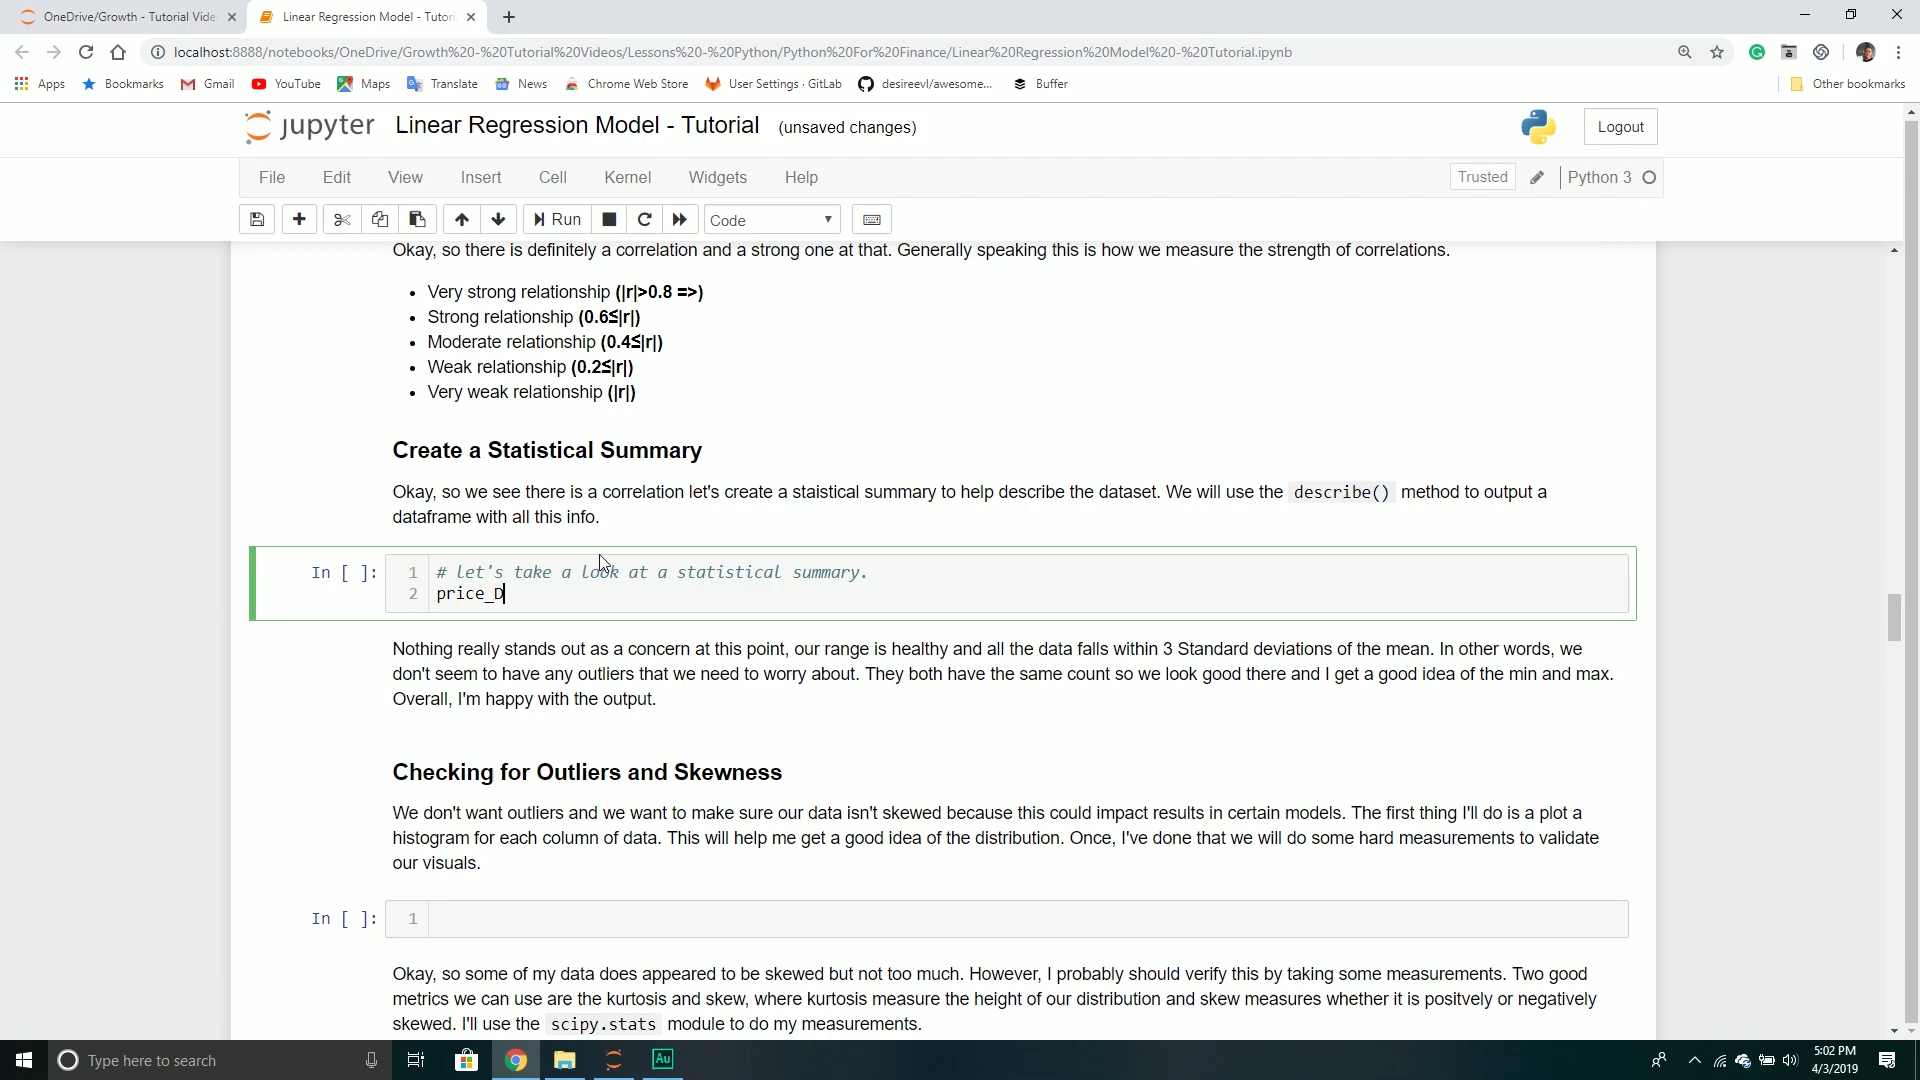 OneDrive/Growth - Tutorial Vide
Linear Regression Model - Tutori
localhost:8888/notebooks/OneDrive/Growth%20-%20Tutorial%20Videos/Lessons%20-%20Python/Python%20For%20Finance/Linear%20Regression%20Model%20-%20Tutorial.ipynb
Apps Bookmarks Gmail YouTube Maps Translate News Chrome Web Store User Settings · GitLab desireevl/awesome... Buffer Other bookmarks
jupyter Linear Regression Model - Tutorial (unsaved changes) Logout
File Edit View Insert Cell Kernel Widgets Help Trusted Python 3
Run Code
Okay, so there is definitely a correlation and a strong one at that. Generally speaking this is how we measure the strength of correlations.
• Very strong relationship (|r|>0.8 =>)
• Strong relationship (0.6≤|r|)
• Moderate relationship (0.4≤|r|)
• Weak relationship (0.2≤|r|)
• Very weak relationship (|r|)
Create a Statistical Summary
Okay, so we see there is a correlation let's create a staistical summary to help describe the dataset. We will use the describe() method to output a
dataframe with all this info.
In [ ]: 1 # let's take a look at a statistical summary.
2 price_D
Nothing really stands out as a concern at this point, our range is healthy and all the data falls within 3 Standard deviations of the mean. In other words, we
don't seem to have any outliers that we need to worry about. They both have the same count so we look good there and I get a good idea of the min and max.
Overall, I'm happy with the output.
Checking for Outliers and Skewness
We don't want outliers and we want to make sure our data isn't skewed because this could impact results in certain models. The first thing I'll do is a plot a
histogram for each column of data. This will help me get a good idea of the distribution. Once, I've done that we will do some hard measurements to validate
our visuals.
In [ ]: 1
Okay, so some of my data does appeared to be skewed but not too much. However, I probably should verify this by taking some measurements. Two good
metrics we can use are the kurtosis and skew, where kurtosis measure the height of our distribution and skew measures whether it is positvely or negatively
skewed. I'll use the scipy.stats module to do my measurements.
Type here to search
Au
5:02 PM
4/3/2019